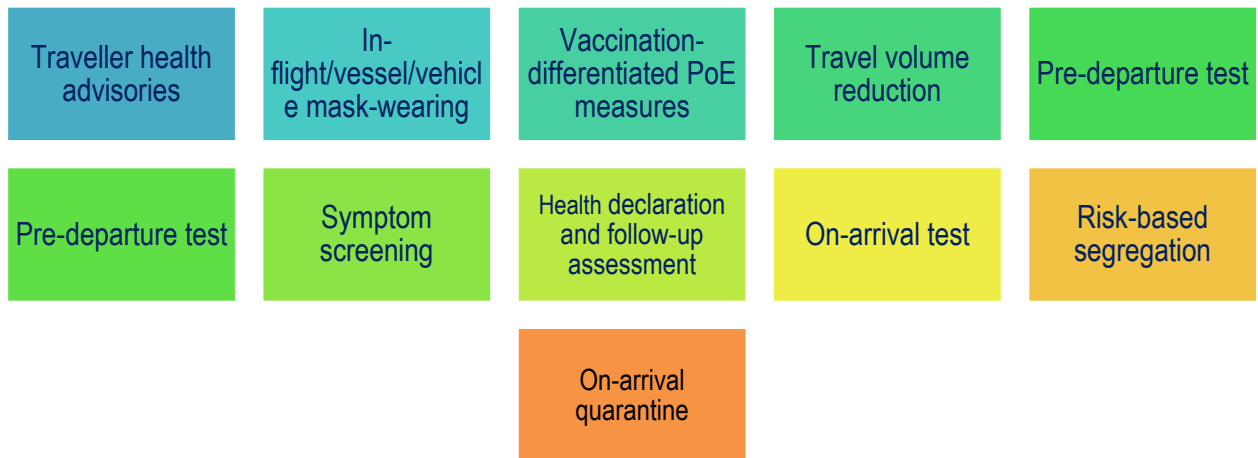 Traveller health
advisories
In-
flight/vessel/vehicl
e mask-wearing
Vaccination-
differentiated PoE
measures
Travel volume
reduction
Pre-departure test
Pre-departure test
Symptom
screening
Health declaration
and follow-up
assessment
On-arrival test
Risk-based
segregation
On-arrival
quarantine